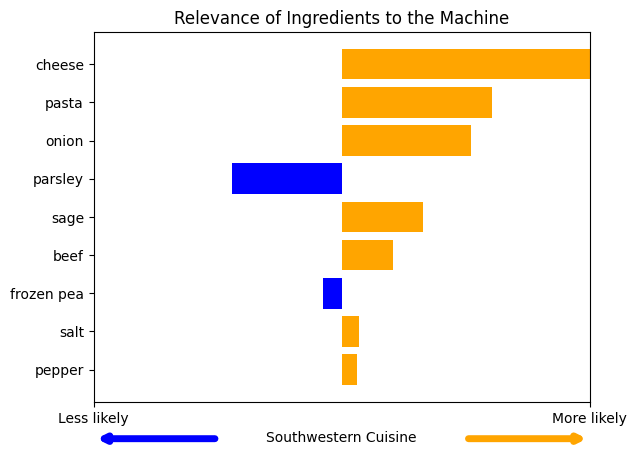 Relevance of Ingredients to the Machine
cheese
pasta
onion
parsley
sage
beef
frozen pea
salt
pepper
Less likely
More likely
Southwestern Cuisine